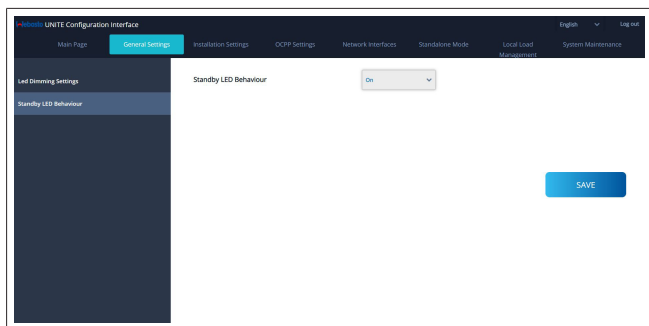 Webasto UNITE Configuration Interface English Log out
Main Page General Settings Installation Settings OCPP Settings Network Interfaces Standalone Mode Local Load Management System Maintenance
Led Dimming Settings
Standby LED Behaviour On
Standby LED Behaviour
SAVE